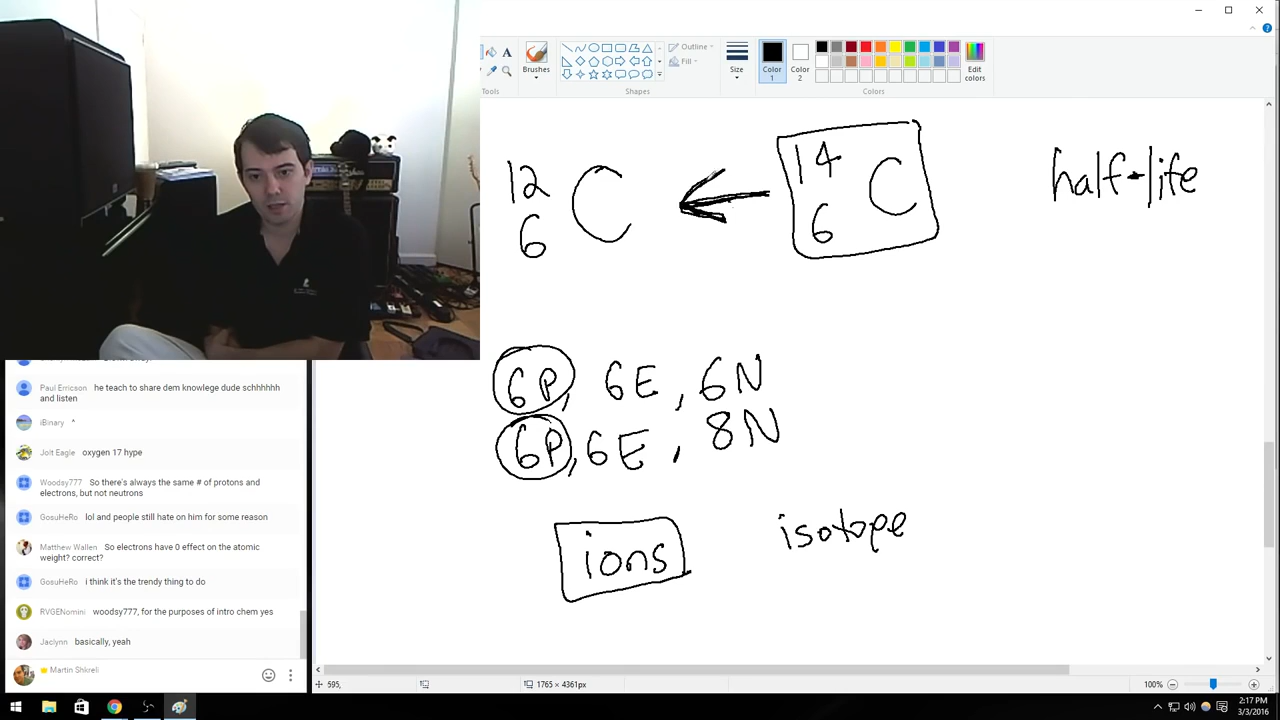 A
Brushes
Outline
Fill
Size
Color
1
Color
2
Edit
colors
Tools
Shapes
Colors
12
6 C
14
6 C
half-life
6P, 6E, 6N
6P, 6E, 8N
ions
isotope
Paul Erricson he teach to share dem knowlege dude schhhhhh
and listen
iBinary ^
Jolt Eagle oxygen 17 hype
Woodsy777 So there's always the same # of protons and
electrons, but not neutrons
GosuHeRo lol and people still hate on him for some reason
Matthew Wallen So electrons have 0 effect on the atomic
weight? correct?
GosuHeRo i think it's the trendy thing to do
RVGENomini woodsy777, for the purposes of intro chem yes
Jaclynn basically, yeah
Martin Shkreli
595,
1765 × 4361px
100%
2:17 PM
3/3/2016